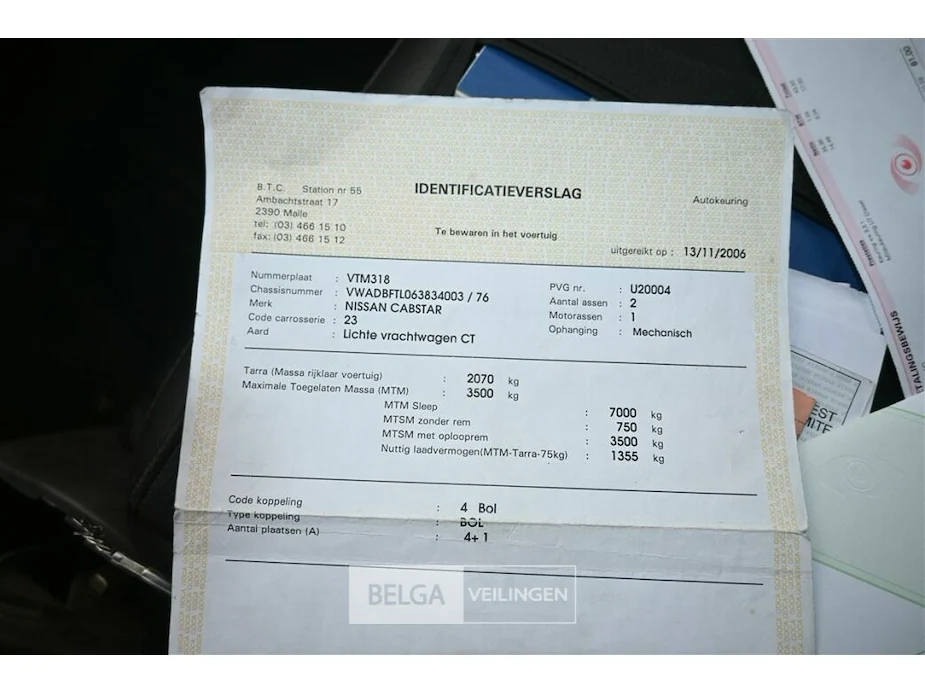 B.T.C. Station nr 55
Ambachtstraat 17
2390 Malle
tel: (03) 466 15 10
fax: (03) 466 15 12
IDENTIFICATIEVERSLAG
Te bewaren in het voertuig
Autokeuring
uitgereikt op : 13/11/2006
Nummerplaat : VTM318
Chassisnummer : VWADBFTL063834003 / 76
Merk : NISSAN CABSTAR
Code carrosserie : 23
Aard : Lichte vrachtwagen CT
PVG nr. : U20004
Aantal assen : 2
Motorassen : 1
Ophanging : Mechanisch
Tarra (Massa rijklaar voertuig) : 2070 kg
Maximale Toegelaten Massa (MTM) : 3500 kg
MTM Sleep : 7000 kg
MTSM zonder rem : 750 kg
MTSM met oplooprem : 3500 kg
Nuttig laadvermogen(MTM-Tarra-75kg) : 1355 kg
Code koppeling : 4 Bol
Type koppeling : BOL
Aantal plaatsen (A) : 4+1
BELGA VEILINGEN
TALINGSBEWIJS
EST
MITE